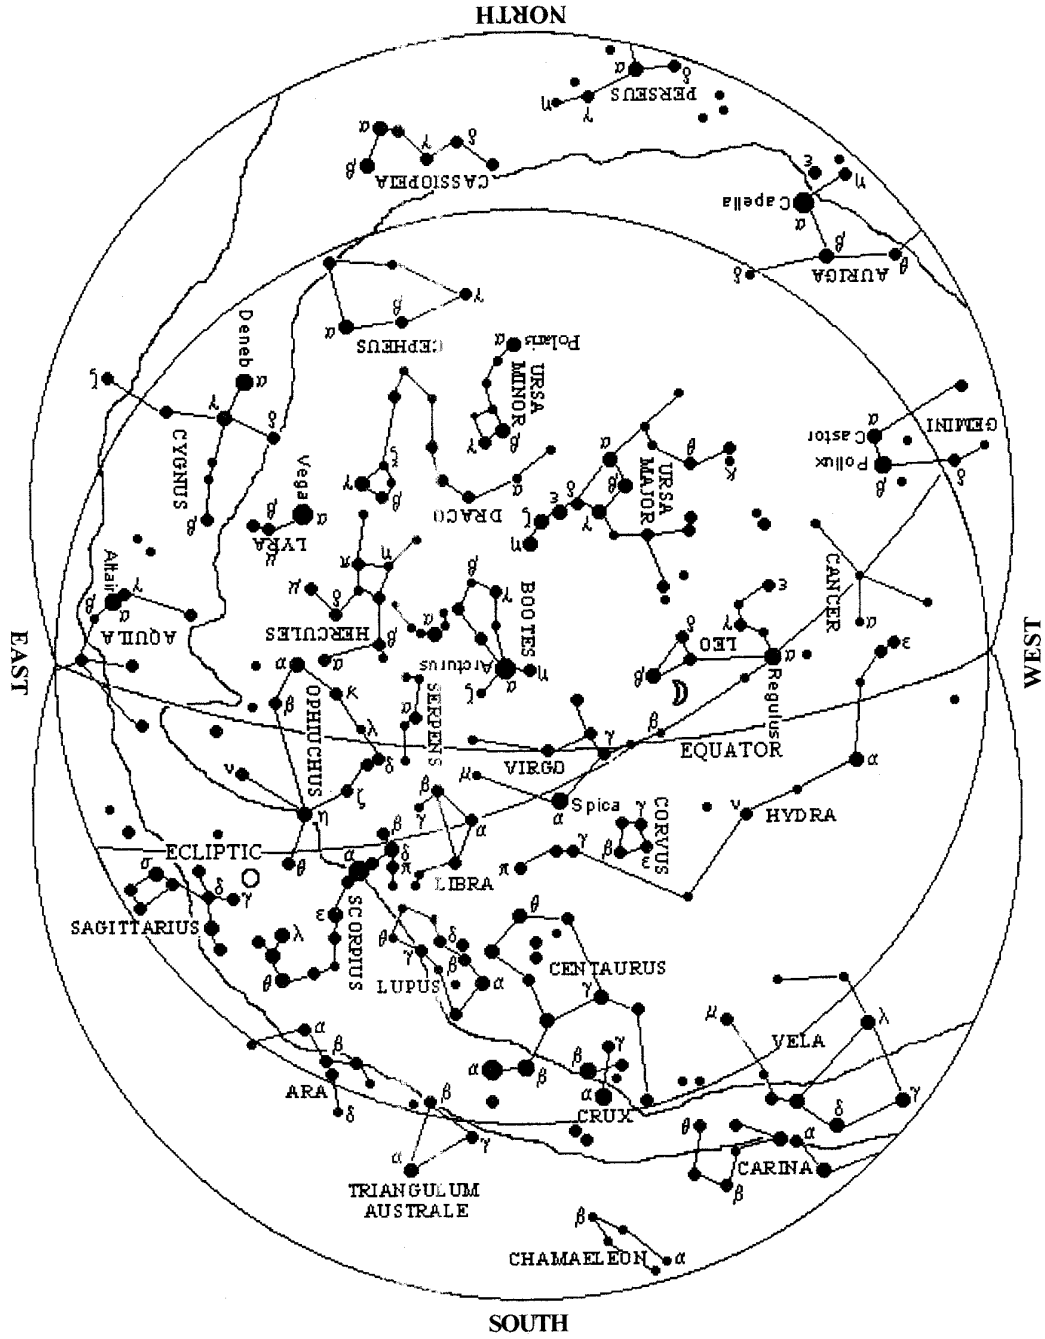 NORTH
α
δ
PERSEUS
η
γ
α
γ
δ
β
CASSIOPEIA
ε
η
Capella
α
β
δ
AURIGA
θ
γ
β
α
CEPHEUS
α Polaris
URSA MINOR
β
γ
Deneb
α
ζ
γ
δ
CYGNUS
β
α
Castor
GEMINI
Pollux
β
δ
ξ
γ
β
DRACO
α
α
β
URSA MAJOR
θ
κ
δ
ε
γ
ζ
η
Vega
α
β
LYRA
μ
Altair
γ
β
α
AQUILA
π
η
μ
δ
HERCULES
β
α
β
γ
BOOTES
α
Arcturus
α
η
ζ
ε
γ
LEO
δ
β
α
Regulus
CANCER
α
ε
EAST
WEST
α
β
OPHIUCHUS
κ
λ
δ
ζ
ν
η
θ
SERPENS
α
γ
β
VIRGO
EQUATOR
μ
α
Spica
α
ν
HYDRA
γ
π
γ
CORVUS
β
ε
β
γ
α
LIBRA
ECLIPTIC
σ
δ
γ
SAGITTARIUS
β
α
δ
π
SCORPIUS
ε
λ
θ
θ
γ
δ
β
α
LUPUS
θ
CENTAURUS
γ
α
β
μ
λ
VELA
δ
γ
α
β
ARA
δ
γ
β
α
CRUX
β
γ
α
TRIANGULUM
AUSTRALE
θ
α
CARINA
β
β
CHAMAELEON
α
SOUTH